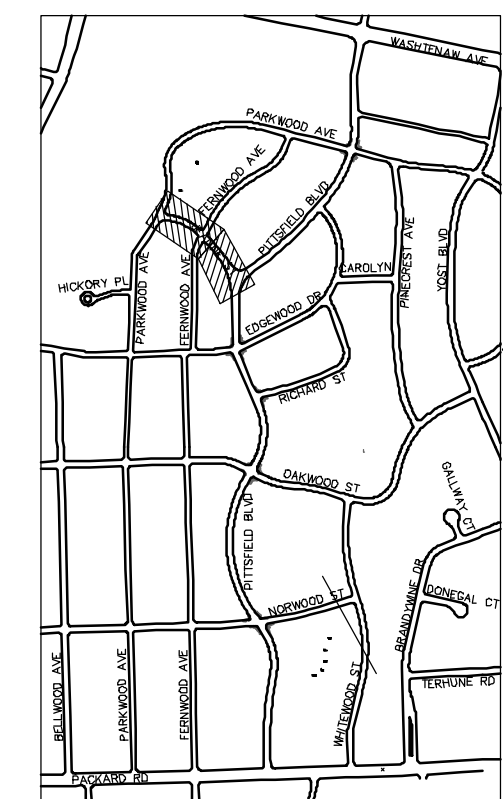 WASHTENAW AVE
PARKWOOD AVE
FERNWOOD AVE
PITTSFIELD BLVD
PINECREST AVE
YOST BLVD
CAROLYN
HICKORY PL
PARKWOOD AVE
FERNWOOD AVE
EDGEWOOD DR
RICHARD ST
OAKWOOD ST
GALLWAY CT
PITTSFIELD BLVD
BRANDYWINE DR
DONEGAL CT
NORWOOD ST
BELLWOOD AVE
PARKWOOD AVE
FERNWOOD AVE
WHITEWOOD ST
TERHUNE RD
PACKARD RD